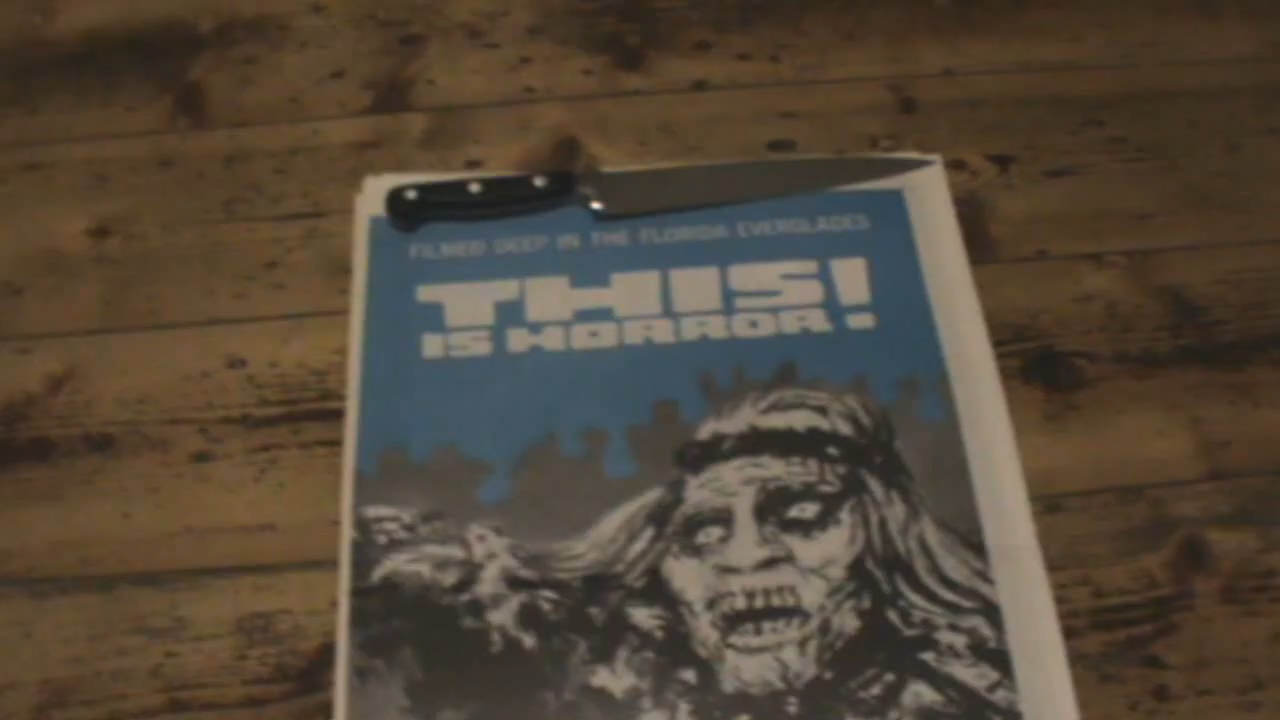 FILMED DEEP IN THE FLORIDA EVERGLADES
THIS!
IS HORROR.